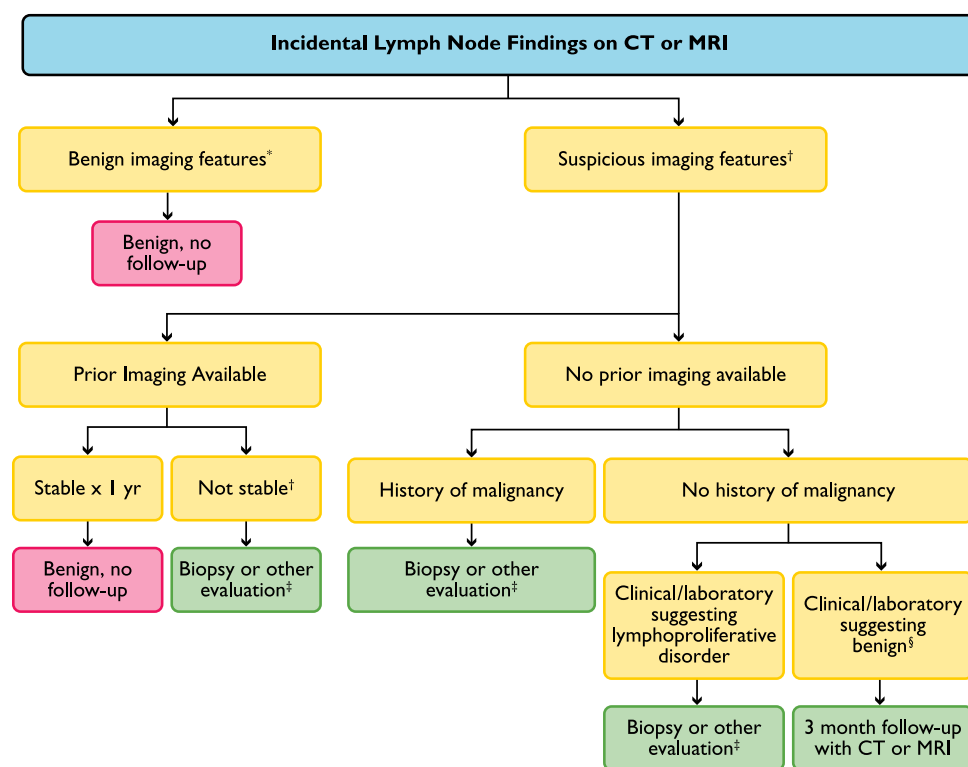 Incidental Lymph Node Findings on CT or MRI
Benign imaging features*
Suspicious imaging features†
Benign, no
follow-up
Prior Imaging Available
No prior imaging available
Stable x 1 yr
Not stable†
History of malignancy
No history of malignancy
Benign, no
follow-up
Biopsy or other
evaluation‡
Biopsy or other
evaluation‡
Clinical/laboratory
suggesting
lymphoproliferative
disorder
Clinical/laboratory
suggesting
benign§
Biopsy or other
evaluation‡
3 month follow-up
with CT or MRI